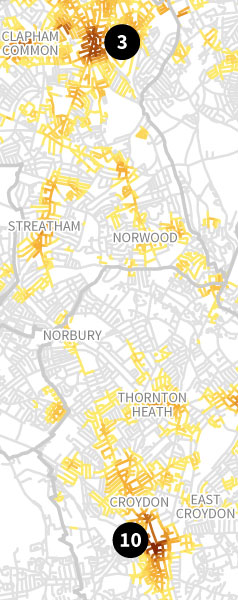 3
CLAPHAM
COMMON
STREATHAM
NORWOOD
NORBURY
THORNTON
HEATH
CROYDON
EAST
CROYDON
10